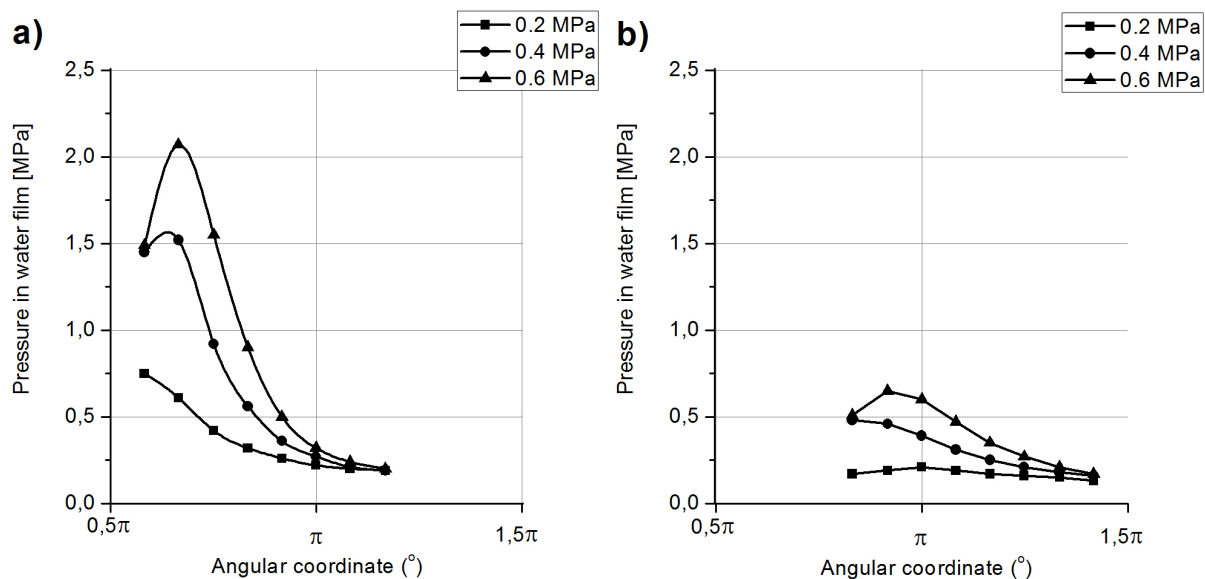 a)
0.2 MPa
0.4 MPa
0.6 MPa
2,5
2,0
1,5
1,0
0,5
0,0
Pressure in water film [MPa]
0,5π
π
1,5π
Angular coordinate (°)
b)
0.2 MPa
0.4 MPa
0.6 MPa
2,5
2,0
1,5
1,0
0,5
0,0
Pressure in water film [MPa]
0,5π
π
1,5π
Angular coordinate (°)